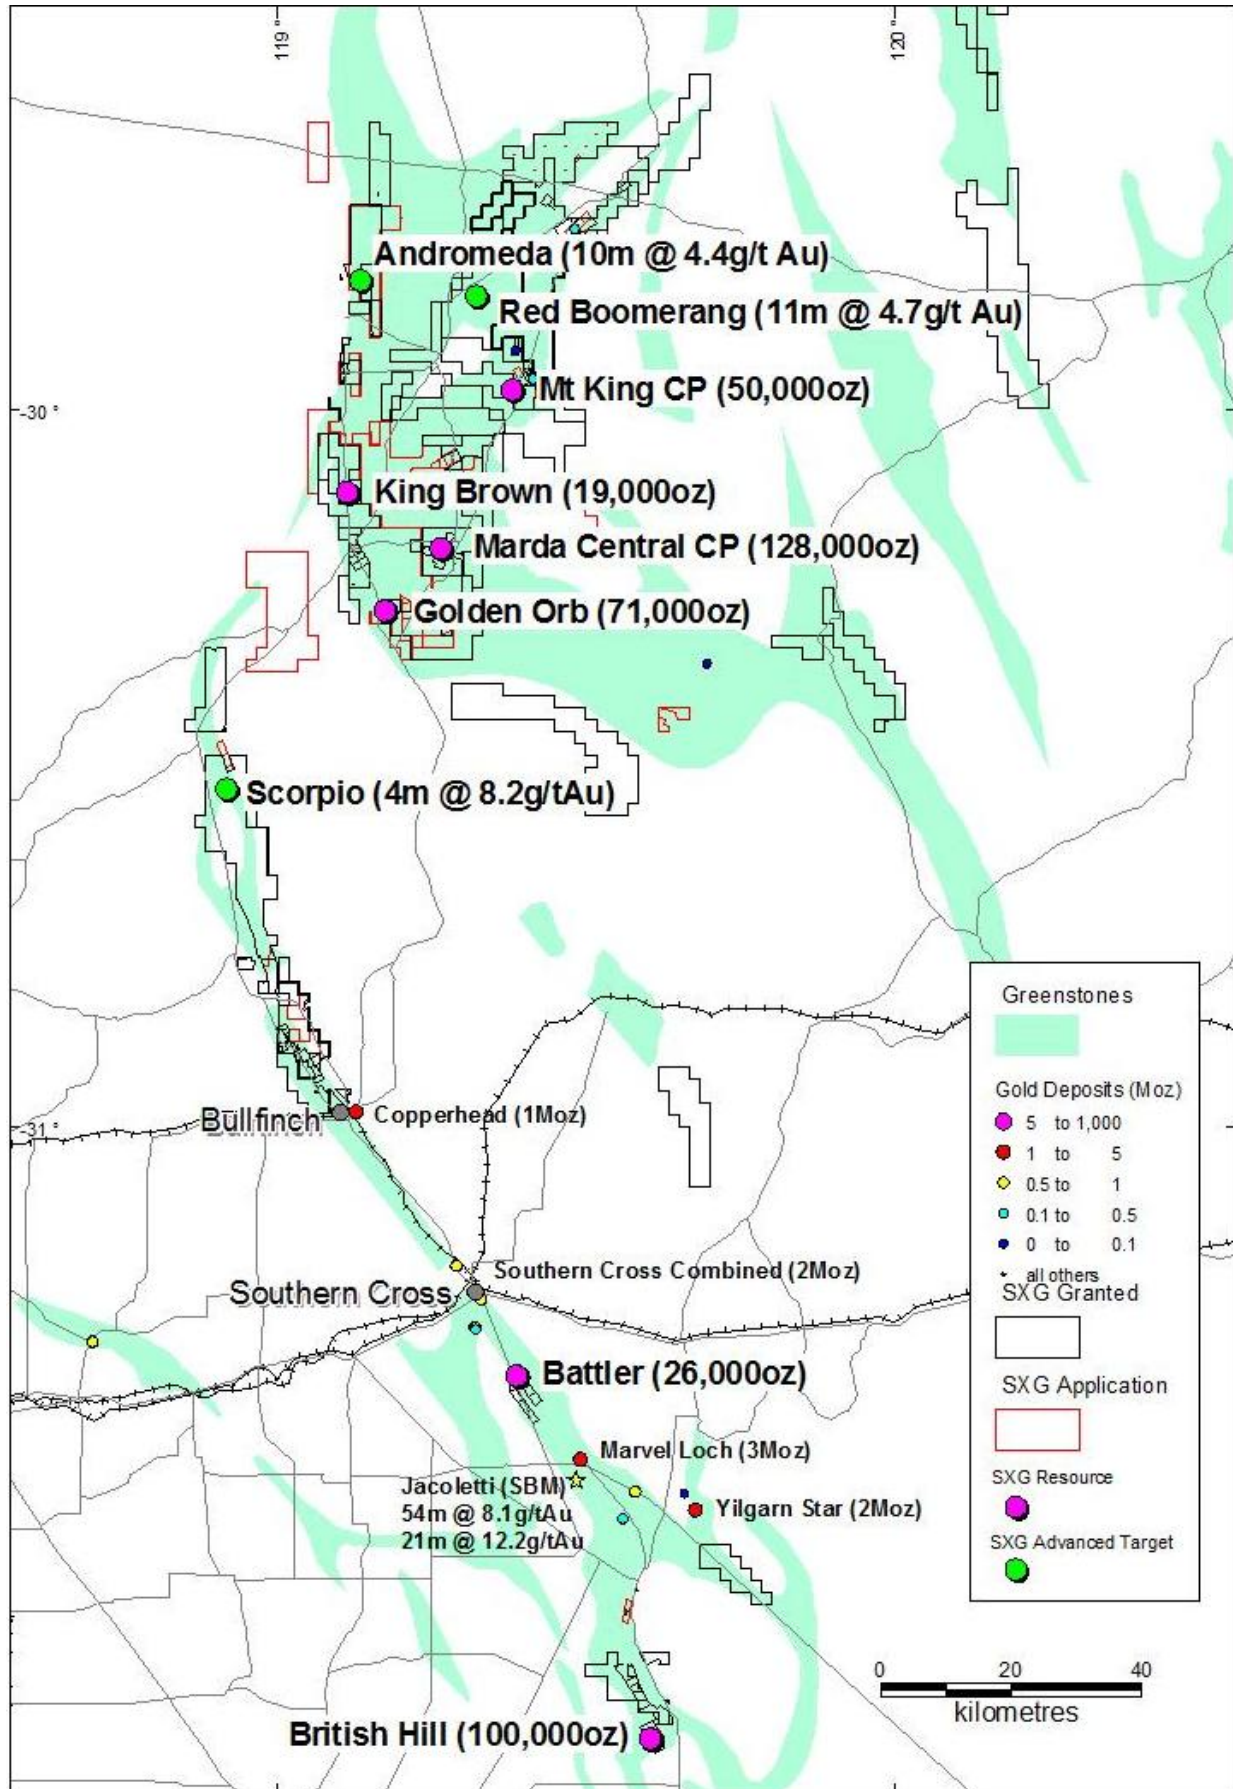 119°
120°
Andromeda (10m @ 4.4g/t Au)
Red Boomerang (11m @ 4.7g/t Au)
Mt King CP (50,000oz)
-30 °
King Brown (19,000oz)
Marda Central CP (128,000oz)
Golden Orb (71,000oz)
Scorpio (4m @ 8.2g/tAu)
Bullfinch
Copperhead (1Moz)
-31 °
Southern Cross Combined (2Moz)
Southern Cross
Battler (26,000oz)
Marvel Loch (3Moz)
Jacoletti (SBM)
54m @ 8.1g/tAu
21m @ 12.2g/tAu
Yilgarn Star (2Moz)
British Hill (100,000oz)
Greenstones
Gold Deposits (Moz)
5 to 1,000
1 to 5
0.5 to 1
0.1 to 0.5
0 to 0.1
all others
SXG Granted
SXG Application
SXG Resource
SXG Advanced Target
0 20 40
kilometres